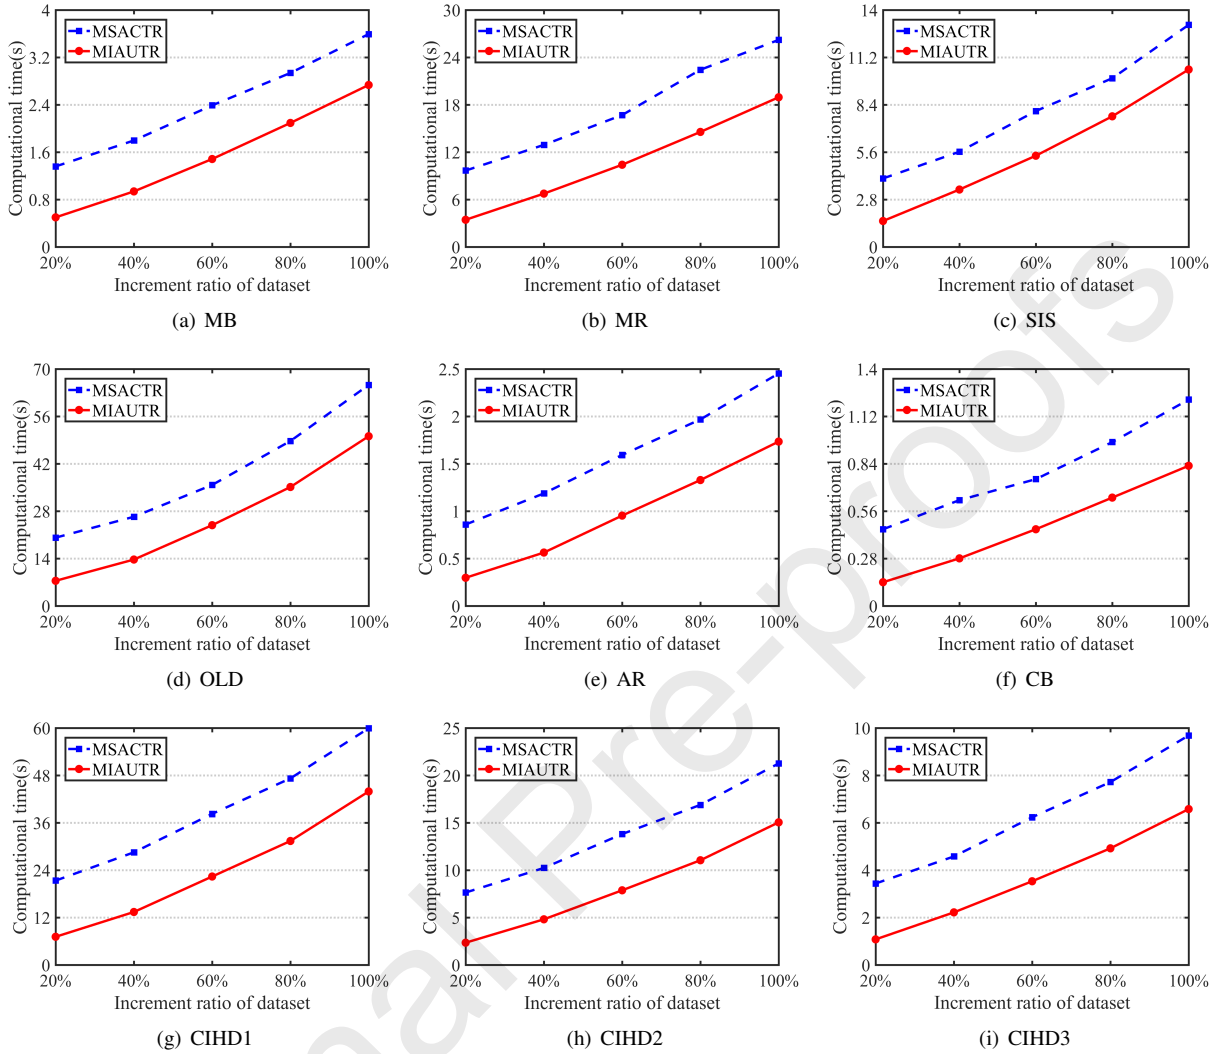 4
3.2
2.4
1.6
0.8
0
Computational time(s)
MSACTR
MIAUTR
20% 40% 60% 80% 100%
Increment ratio of dataset
(a) MB
30
24
18
12
6
0
Computational time(s)
MSACTR
MIAUTR
20% 40% 60% 80% 100%
Increment ratio of dataset
(b) MR
14
11.2
8.4
5.6
2.8
0
Computational time(s)
MSACTR
MIAUTR
20% 40% 60% 80% 100%
Increment ratio of dataset
(c) SIS
70
56
42
28
14
0
Computational time(s)
MSACTR
MIAUTR
20% 40% 60% 80% 100%
Increment ratio of dataset
(d) OLD
2.5
2
1.5
1
0.5
0
Computational time(s)
MSACTR
MIAUTR
20% 40% 60% 80% 100%
Increment ratio of dataset
(e) AR
1.4
1.12
0.84
0.56
0.28
0
Computational time(s)
MSACTR
MIAUTR
20% 40% 60% 80% 100%
Increment ratio of dataset
(f) CB
60
48
36
24
12
0
Computational time(s)
MSACTR
MIAUTR
20% 40% 60% 80% 100%
Increment ratio of dataset
(g) CIHD1
25
20
15
10
5
0
Computational time(s)
MSACTR
MIAUTR
20% 40% 60% 80% 100%
Increment ratio of dataset
(h) CIHD2
10
8
6
4
2
0
Computational time(s)
MSACTR
MIAUTR
20% 40% 60% 80% 100%
Increment ratio of dataset
(i) CIHD3
nal Pre-proofs